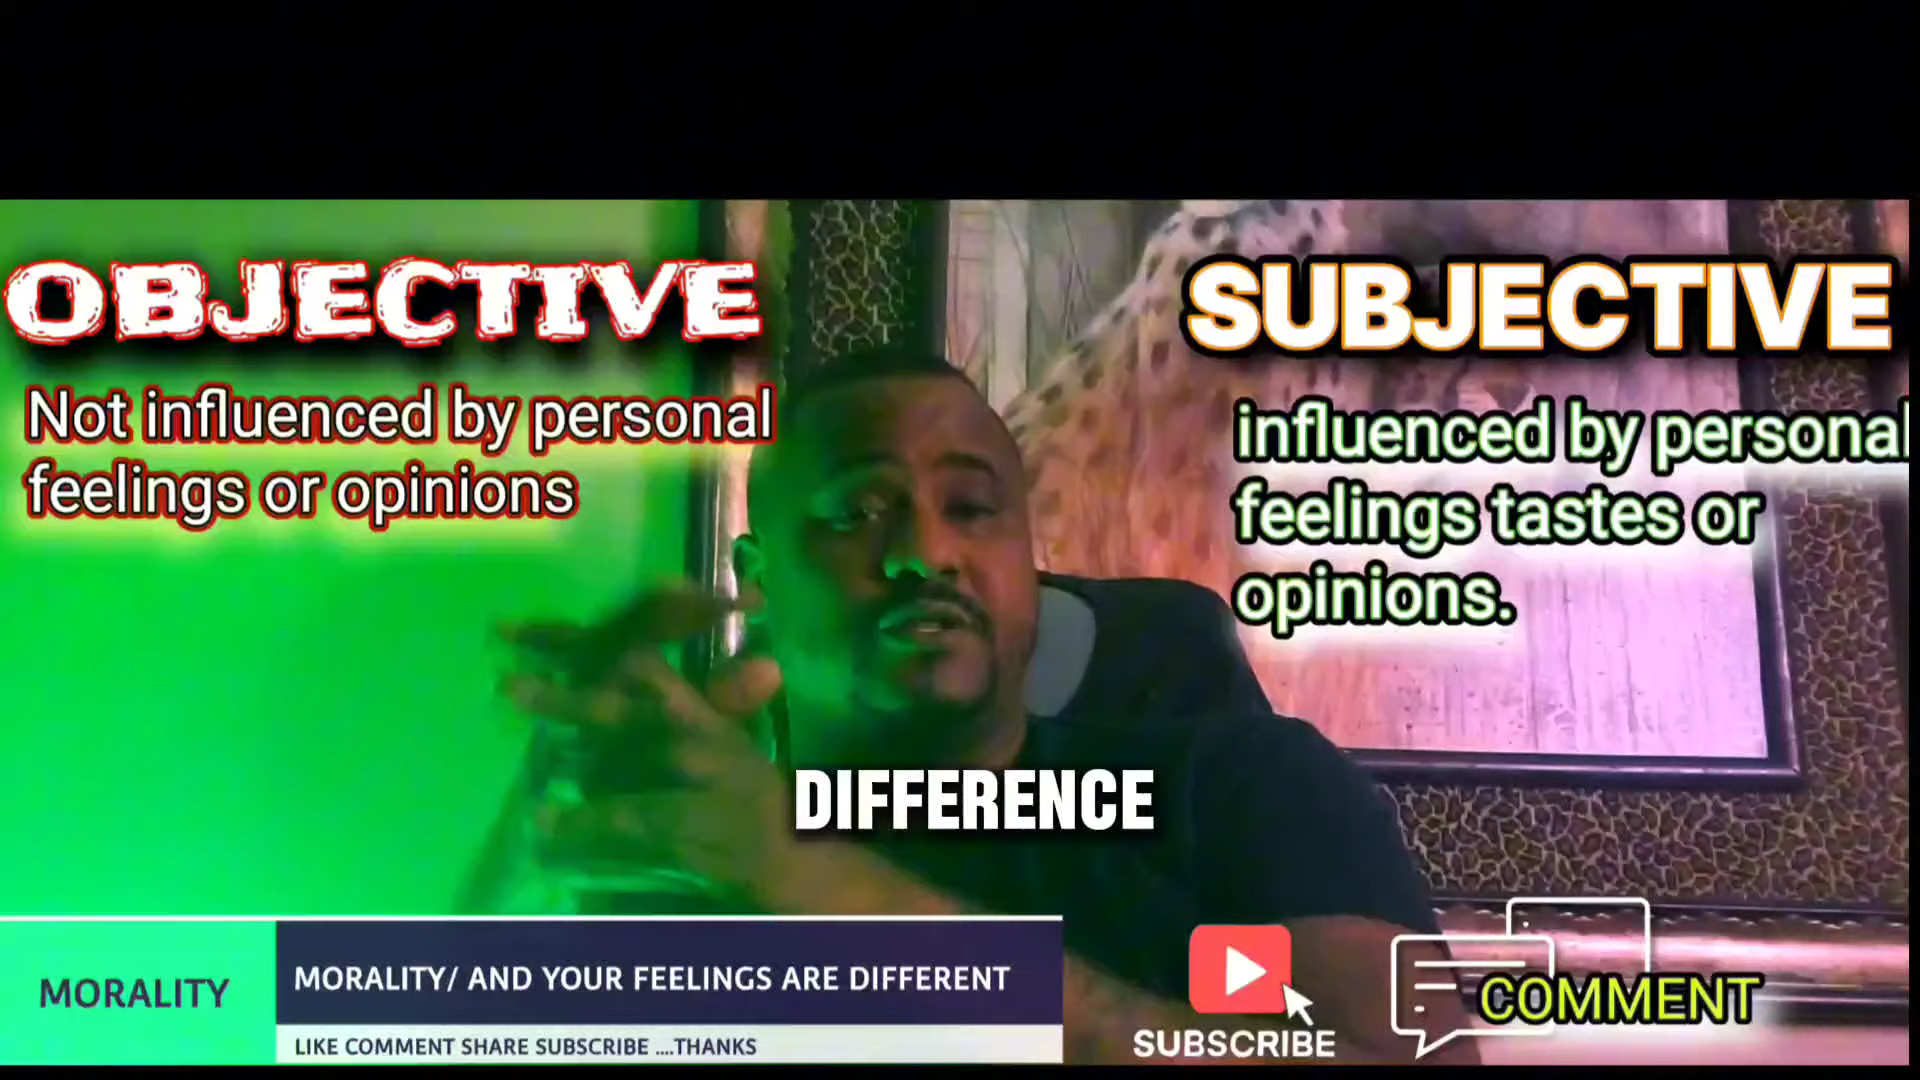 OBJECTIVE
Not influenced by personal
feelings or opinions
SUBJECTIVE
influenced by personal
feelings tastes or
opinions.
DIFFERENCE
MORALITY
MORALITY/ AND YOUR FEELINGS ARE DIFFERENT
LIKE COMMENT SHARE SUBSCRIBE ....THANKS
SUBSCRIBE
COMMENT